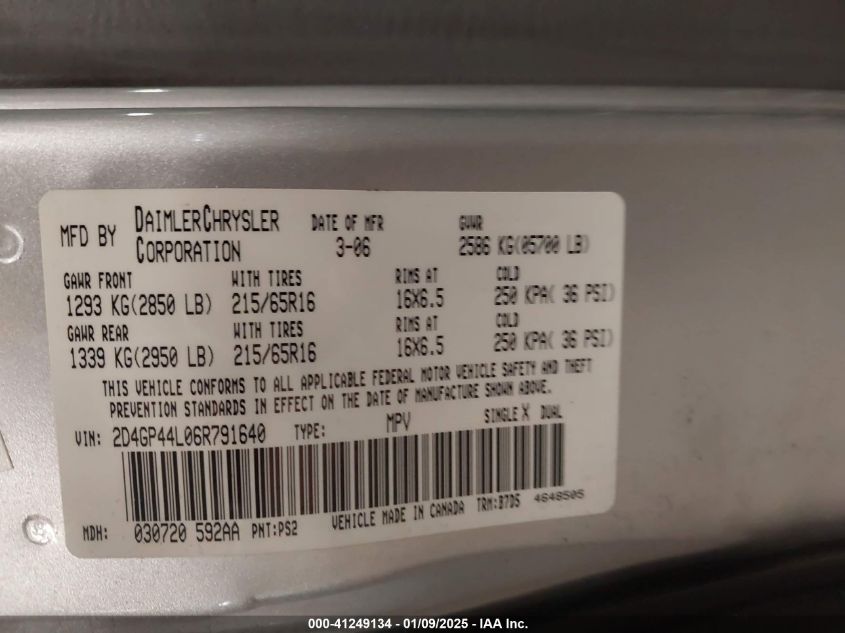 MFD BY DAIMLERCHRYSLER CORPORATION DATE OF MFR 3-06 GVWR 2586 KG(05700 LB)
GAWR FRONT WITH TIRES RIMS AT COLD
1293 KG(2850 LB) 215/65R16 16X6.5 250 KPA( 36 PSI)
GAWR REAR WITH TIRES RIMS AT COLD
1339 KG(2950 LB) 215/65R16 16X6.5 250 KPA( 36 PSI)
THIS VEHICLE CONFORMS TO ALL APPLICABLE FEDERAL MOTOR VEHICLE SAFETY AND THEFT
PREVENTION STANDARDS IN EFFECT ON THE DATE OF MANUFACTURE SHOWN ABOVE.
VIN: 2D4GP44L06R791640 TYPE: MPV SINGLE X DUAL
MDH: 030720 592AA PNT:PS2 VEHICLE MADE IN CANADA TRM:B7D5 4648505
000-41249134 - 01/09/2025 - IAA Inc.